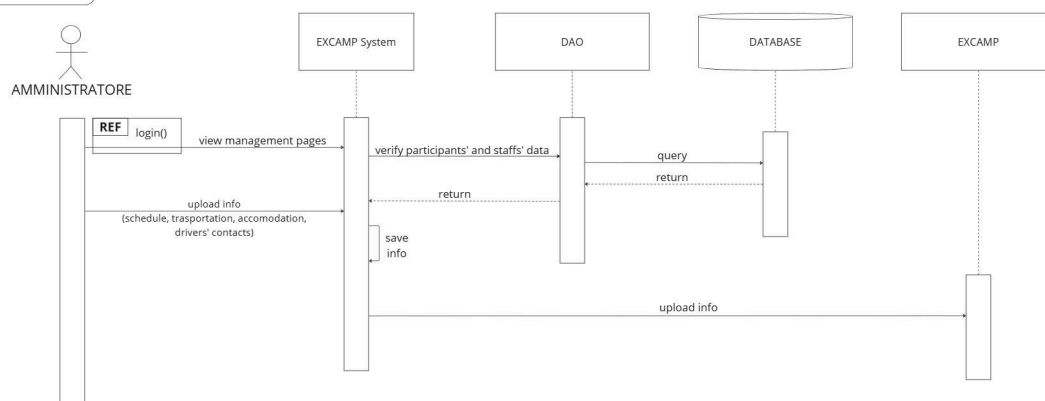 EXCAMP System
DAO
DATABASE
EXCAMP
AMMINISTRATORE
REF
login()
view management pages
verify participants' and staffs' data
query
return
return
upload info
(schedule, trasportation, accomodation,
drivers' contacts)
save
info
upload info